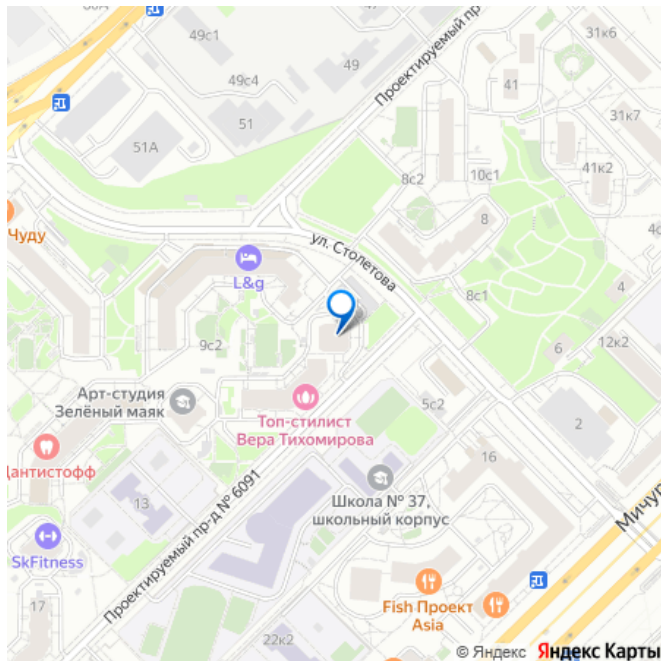 31к6
49с1
49
49с4
Проектируемый пр
41
51
31к7
51А
10с1
41к2
8с2
Чуду
ул. Столетова
8
4с
L&g
8с1
4
9с2
6
12к2
Арт-студия
Зелёный маяк
5с2
2
Топ-стилист
Вера Тихомирова
16
Дантистофф
13
Школа № 37,
школьный корпус
Мичур
Проектируемый пр-д № 6091
SkFitness
17
Fish Проект
Asia
22к2
© Яндекс Яндекс Карты